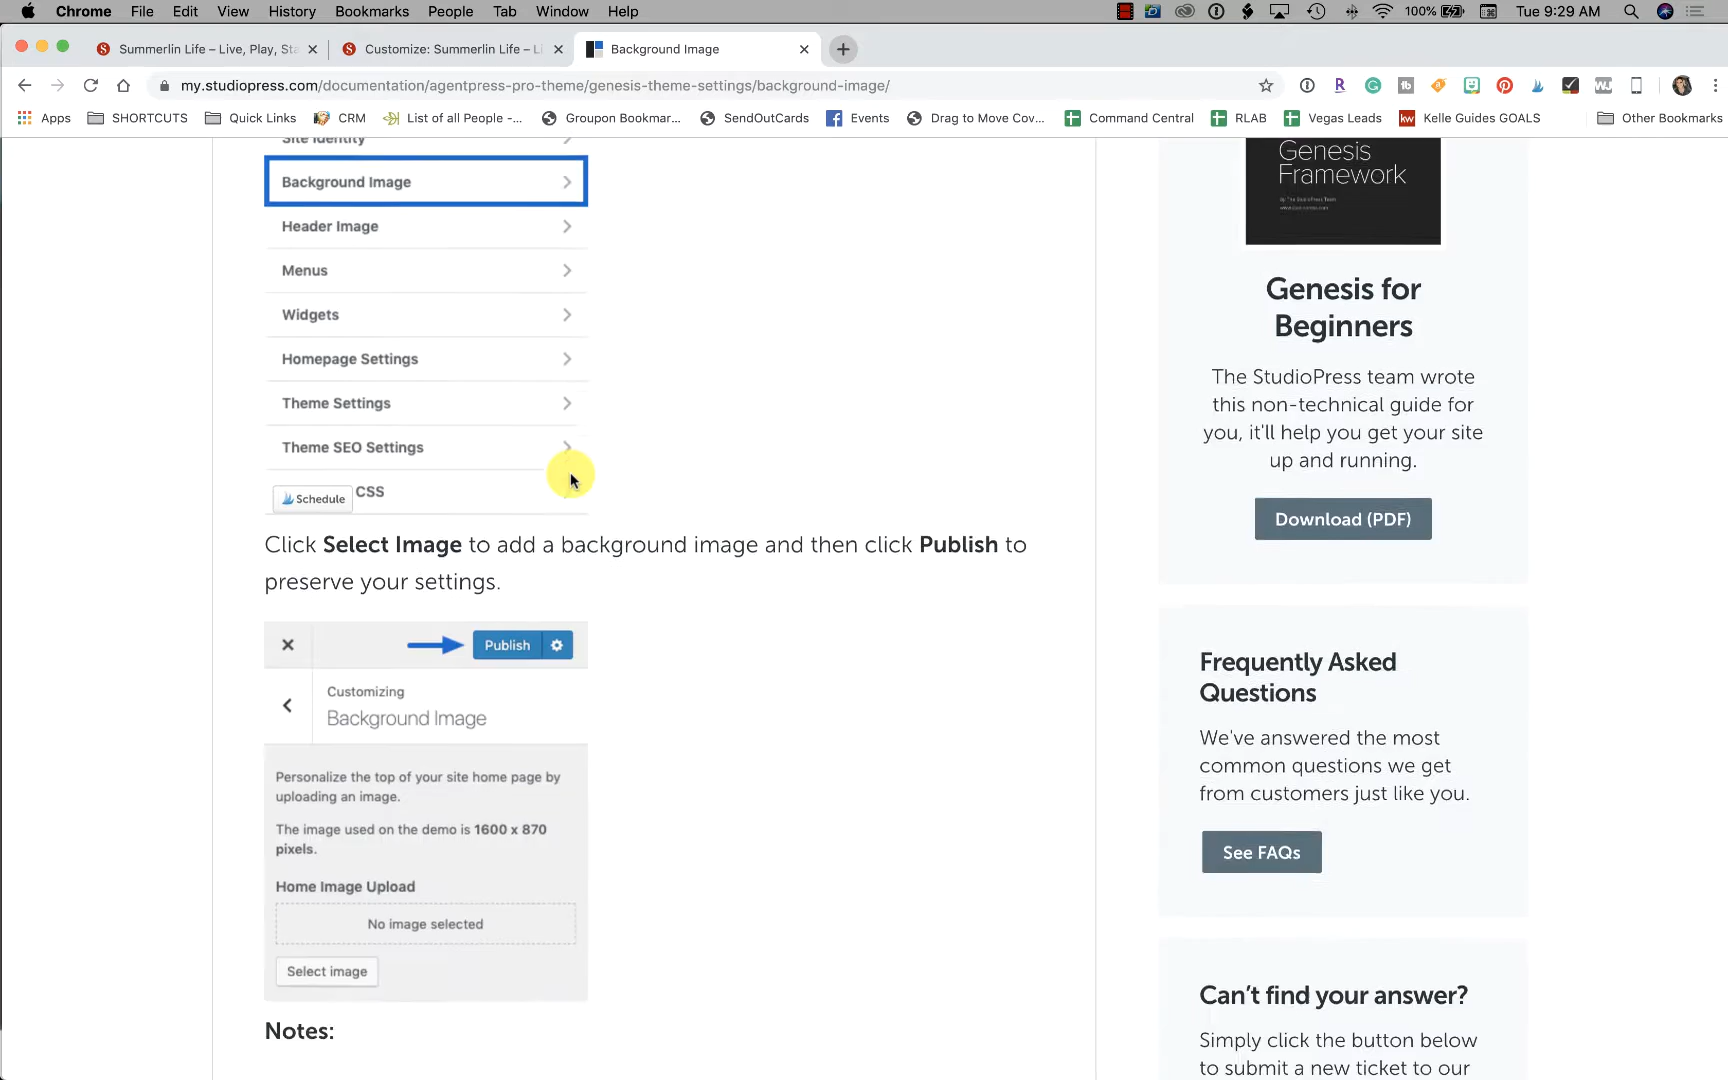 Chrome File Edit View History Bookmarks People Tab Window Help 100% Tue 9:29 AM
Summerlin Life – Live, Play, Sta Customize: Summerlin Life – Li Background Image
my.studiopress.com/documentation/agentpress-pro-theme/genesis-theme-settings/background-image/
Apps SHORTCUTS Quick Links CRM List of all People -... Groupon Bookmar... SendOutCards Events Drag to Move Cov... Command Central RLAB Vegas Leads Kelle Guides GOALS Other Bookmarks
Site Identity
Background Image
Header Image
Menus
Widgets
Homepage Settings
Theme Settings
Theme SEO Settings
Schedule CSS
Click Select Image to add a background image and then click Publish to
preserve your settings.
Publish
Customizing
Background Image
Personalize the top of your site home page by
uploading an image.
The image used on the demo is 1600 x 870
pixels.
Home Image Upload
No image selected
Select image
Notes:
Genesis
Framework
By The StudioPress Team
www.studiopress.com
Genesis for
Beginners
The StudioPress team wrote
this non-technical guide for
you, it'll help you get your site
up and running.
Download (PDF)
Frequently Asked
Questions
We've answered the most
common questions we get
from customers just like you.
See FAQs
Can't find your answer?
Simply click the button below
to submit a new ticket to our